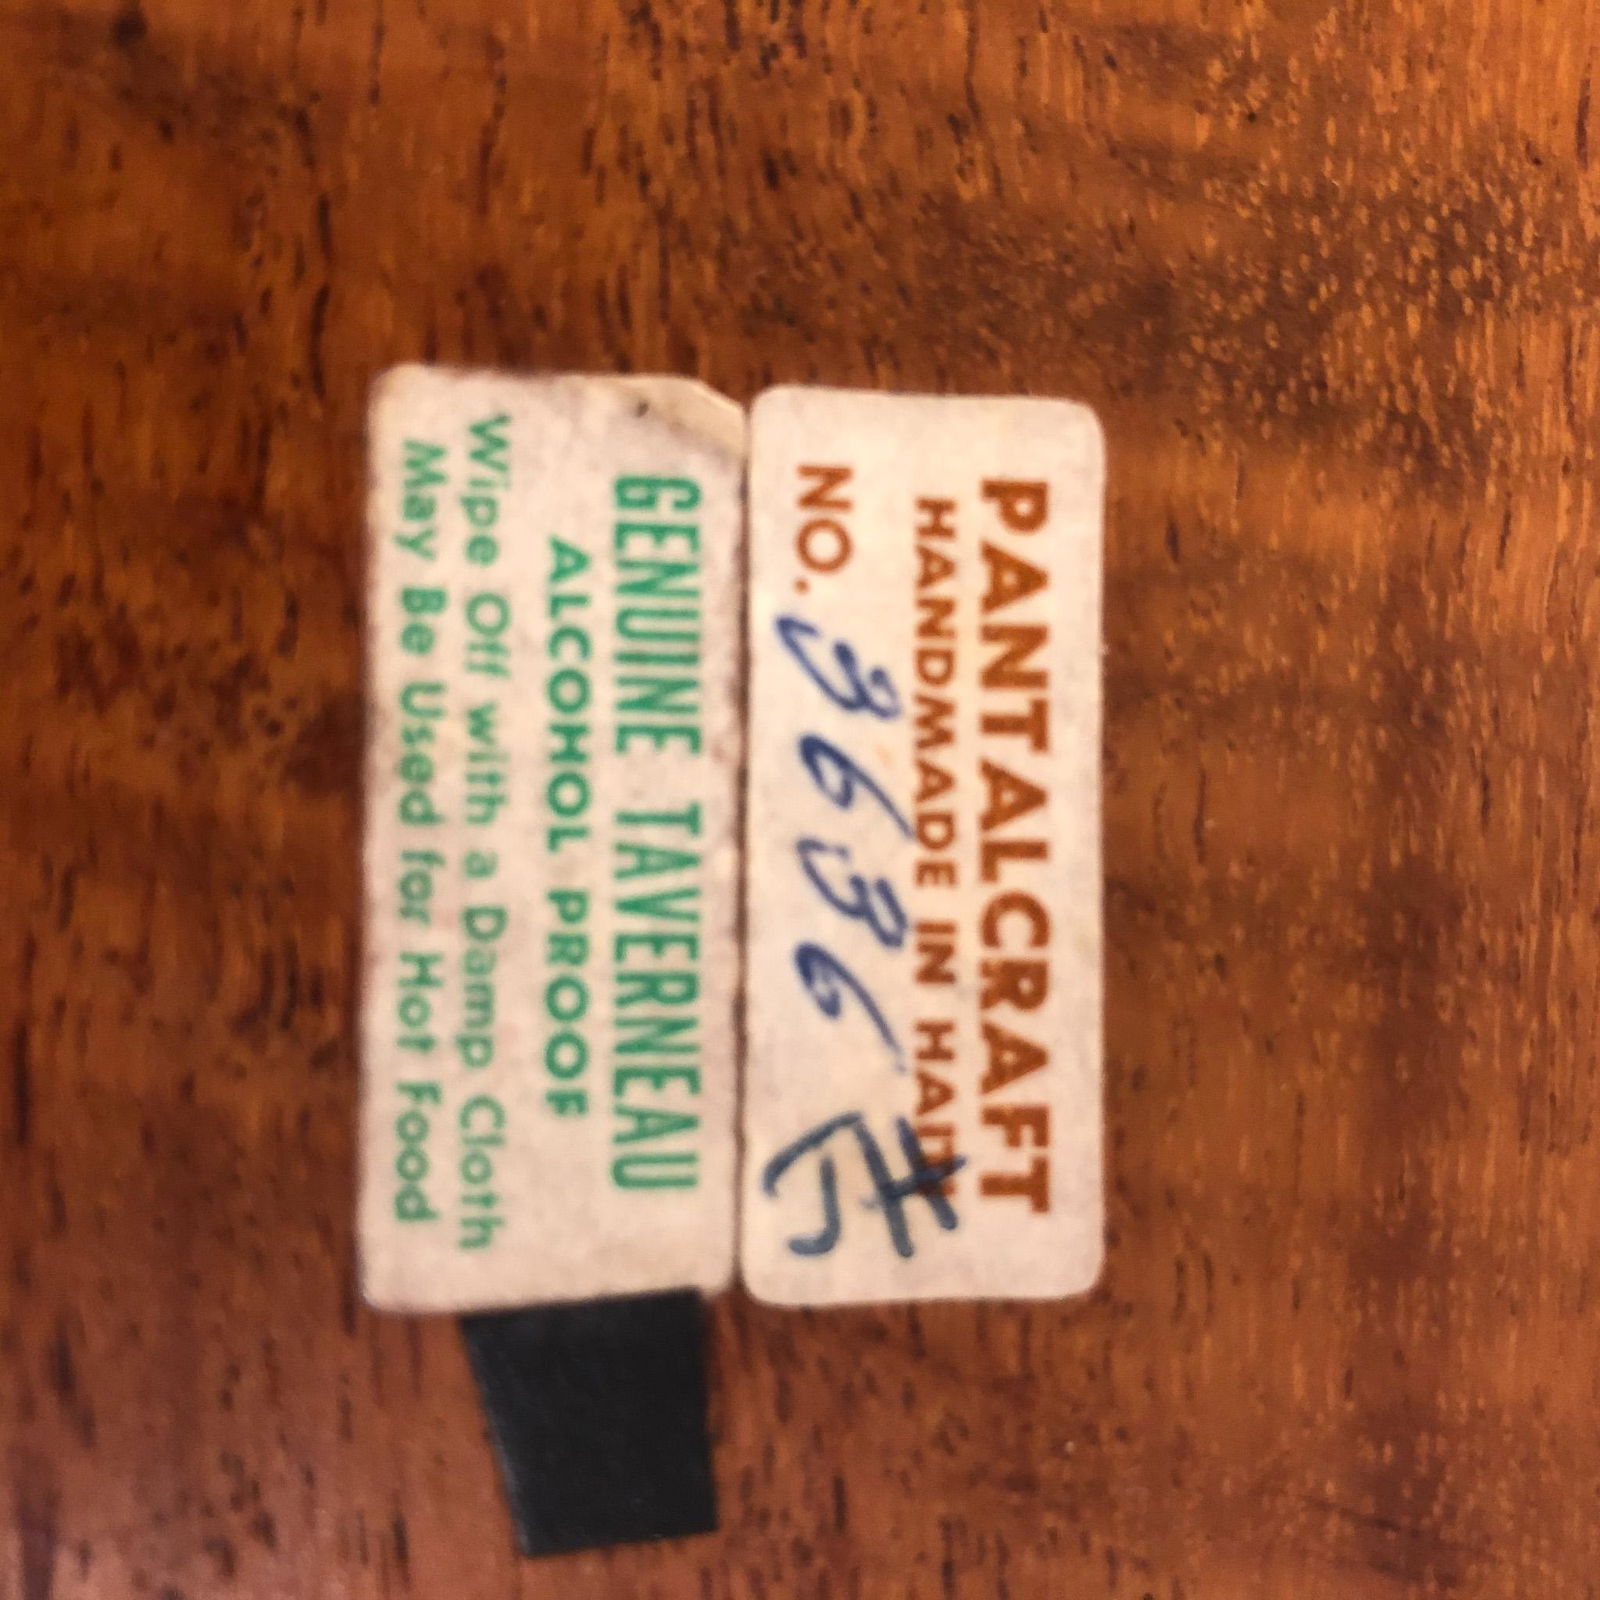 PANTALCRAFT
HANDMADE IN HAITI
NO. 3636
GENUINE TAVERNEAU
ALCOHOL PROOF
Wipe Off with a Damp Cloth
May Be Used for Hot Food